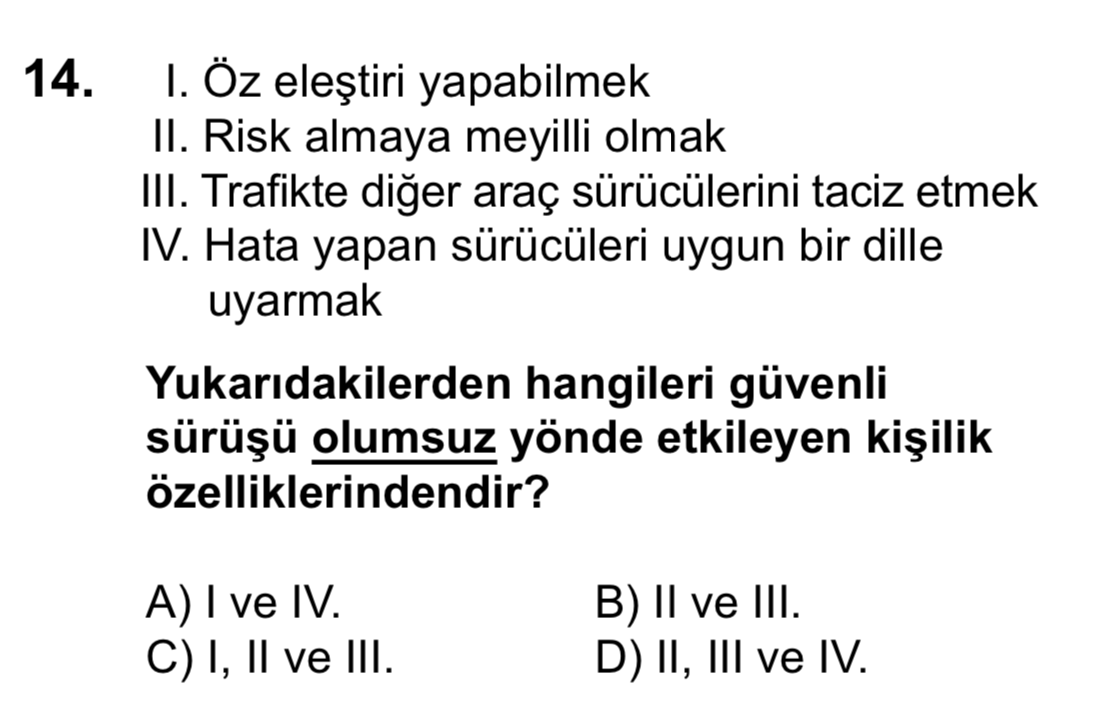 14. I. Öz eleştiri yapabilmek
II. Risk almaya meyilli olmak
III. Trafikte diğer araç sürücülerini taciz etmek
IV. Hata yapan sürücüleri uygun bir dille
uyarmak
Yukarıdakilerden hangileri güvenli
sürüşü olumsuz yönde etkileyen kişilik
özelliklerindendir?
A) I ve IV. B) II ve III.
C) I, II ve III. D) II, III ve IV.